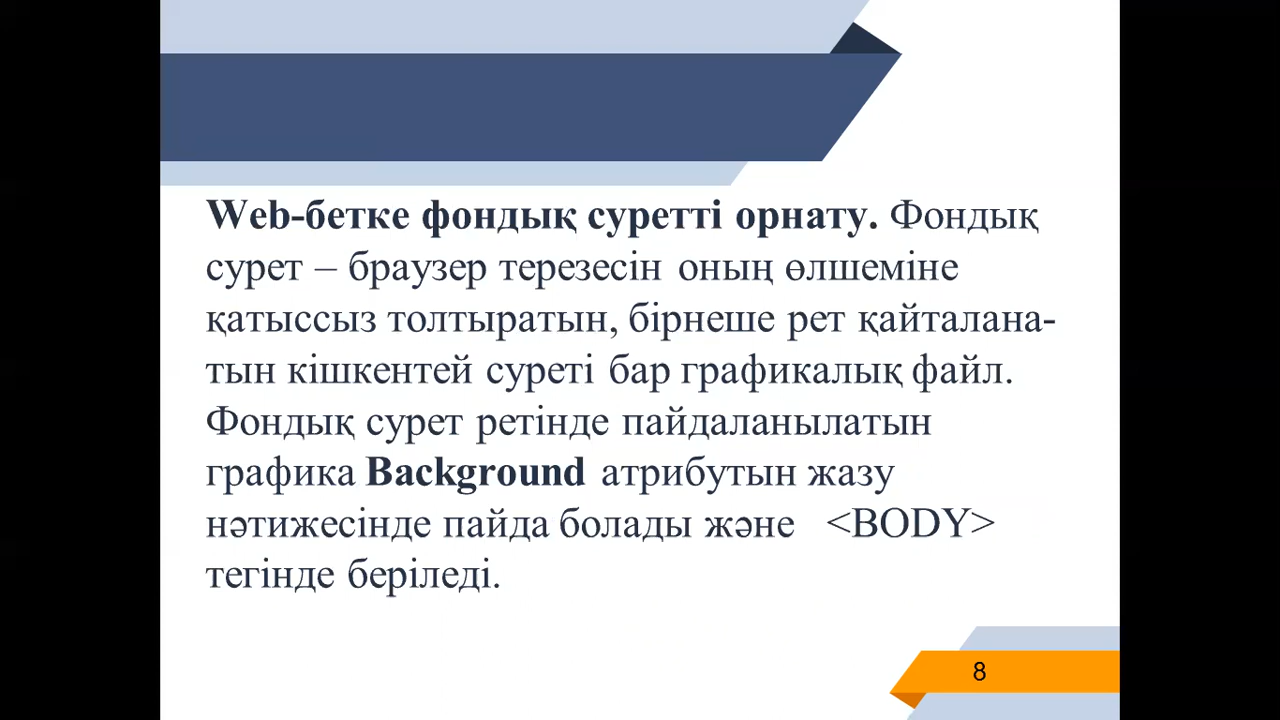 Web-бетке фондық суретті орнату. Фондық
сурет – браузер терезесін оның өлшеміне
қатыссыз толтыратын, бірнеше рет қайталана-
тын кішкентей суреті бар графикалық файл.
Фондық сурет ретінде пайдаланылатын
графика Background атрибутын жазу
нәтижесінде пайда болады және <BODY>
тегінде беріледі.
8